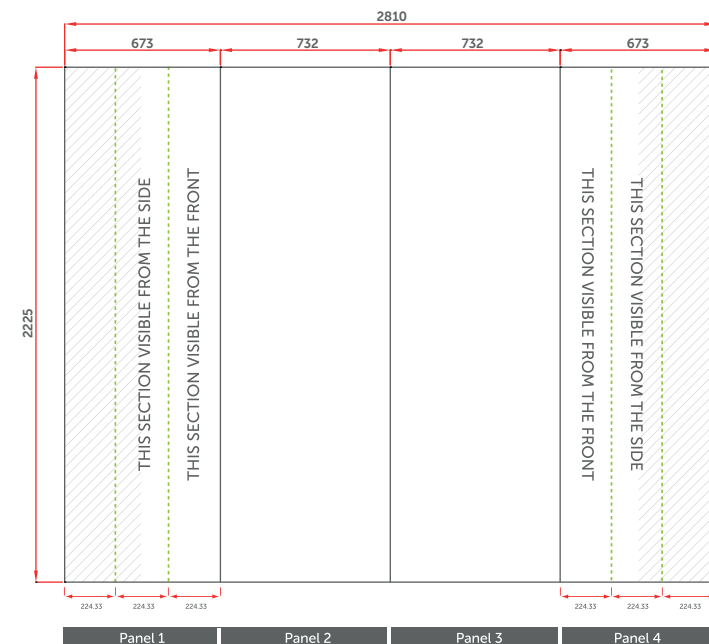 2810
673
732
732
673
2225
THIS SECTION VISIBLE FROM THE SIDE
THIS SECTION VISIBLE FROM THE FRONT
THIS SECTION VISIBLE FROM THE FRONT
THIS SECTION VISIBLE FROM THE SIDE
224.33
224.33
224.33
224.33
224.33
224.33
Panel 1
Panel 2
Panel 3
Panel 4